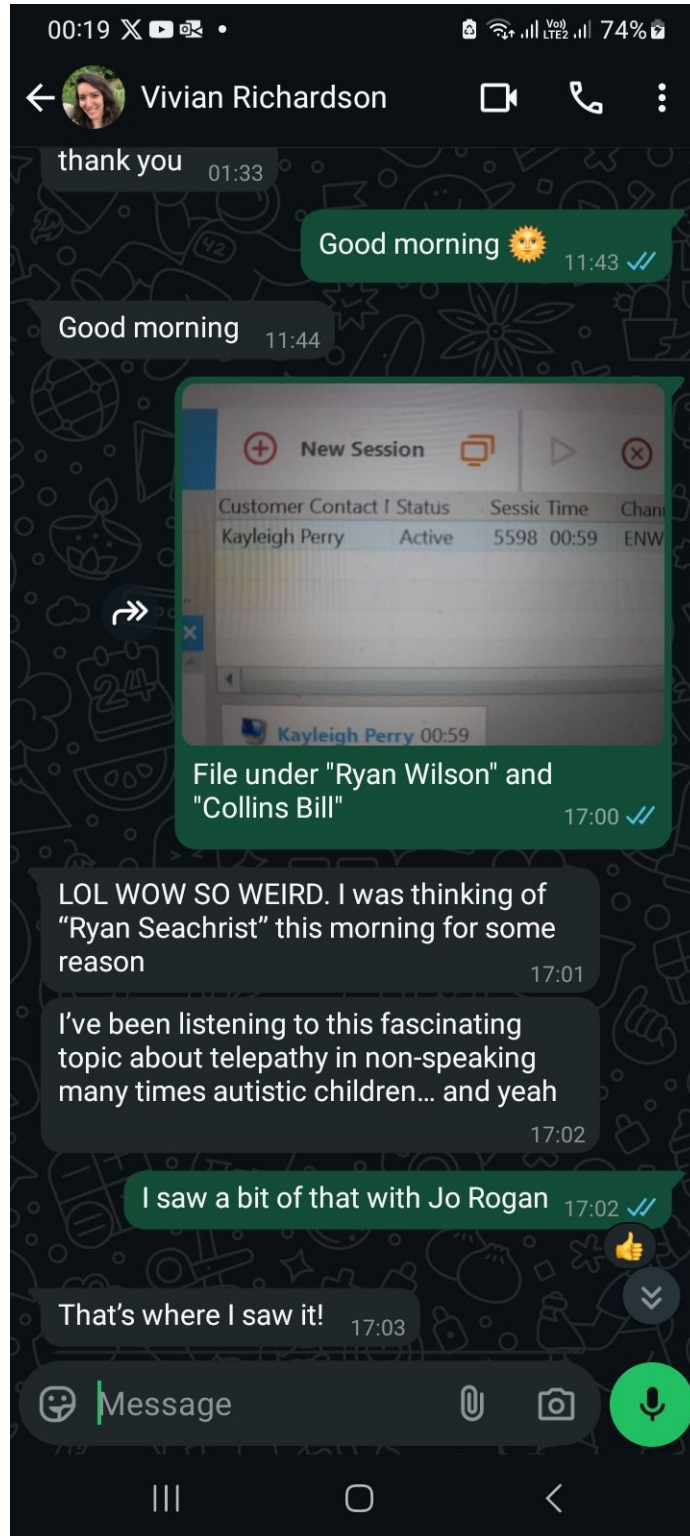 00:19
Vo))
LTE2
74%
Vivian Richardson
thank you 01:33
Good morning 11:43
Good morning 11:44
New Session
Customer Contact I Status Sessic Time Chan
Kayleigh Perry Active 5598 00:59 ENW
Kayleigh Perry 00:59
File under "Ryan Wilson" and
"Collins Bill" 17:00
LOL WOW SO WEIRD. I was thinking of
“Ryan Seachrist” this morning for some
reason 17:01
I’ve been listening to this fascinating
topic about telepathy in non-speaking
many times autistic children… and yeah
17:02
I saw a bit of that with Jo Rogan 17:02
That’s where I saw it! 17:03
Message